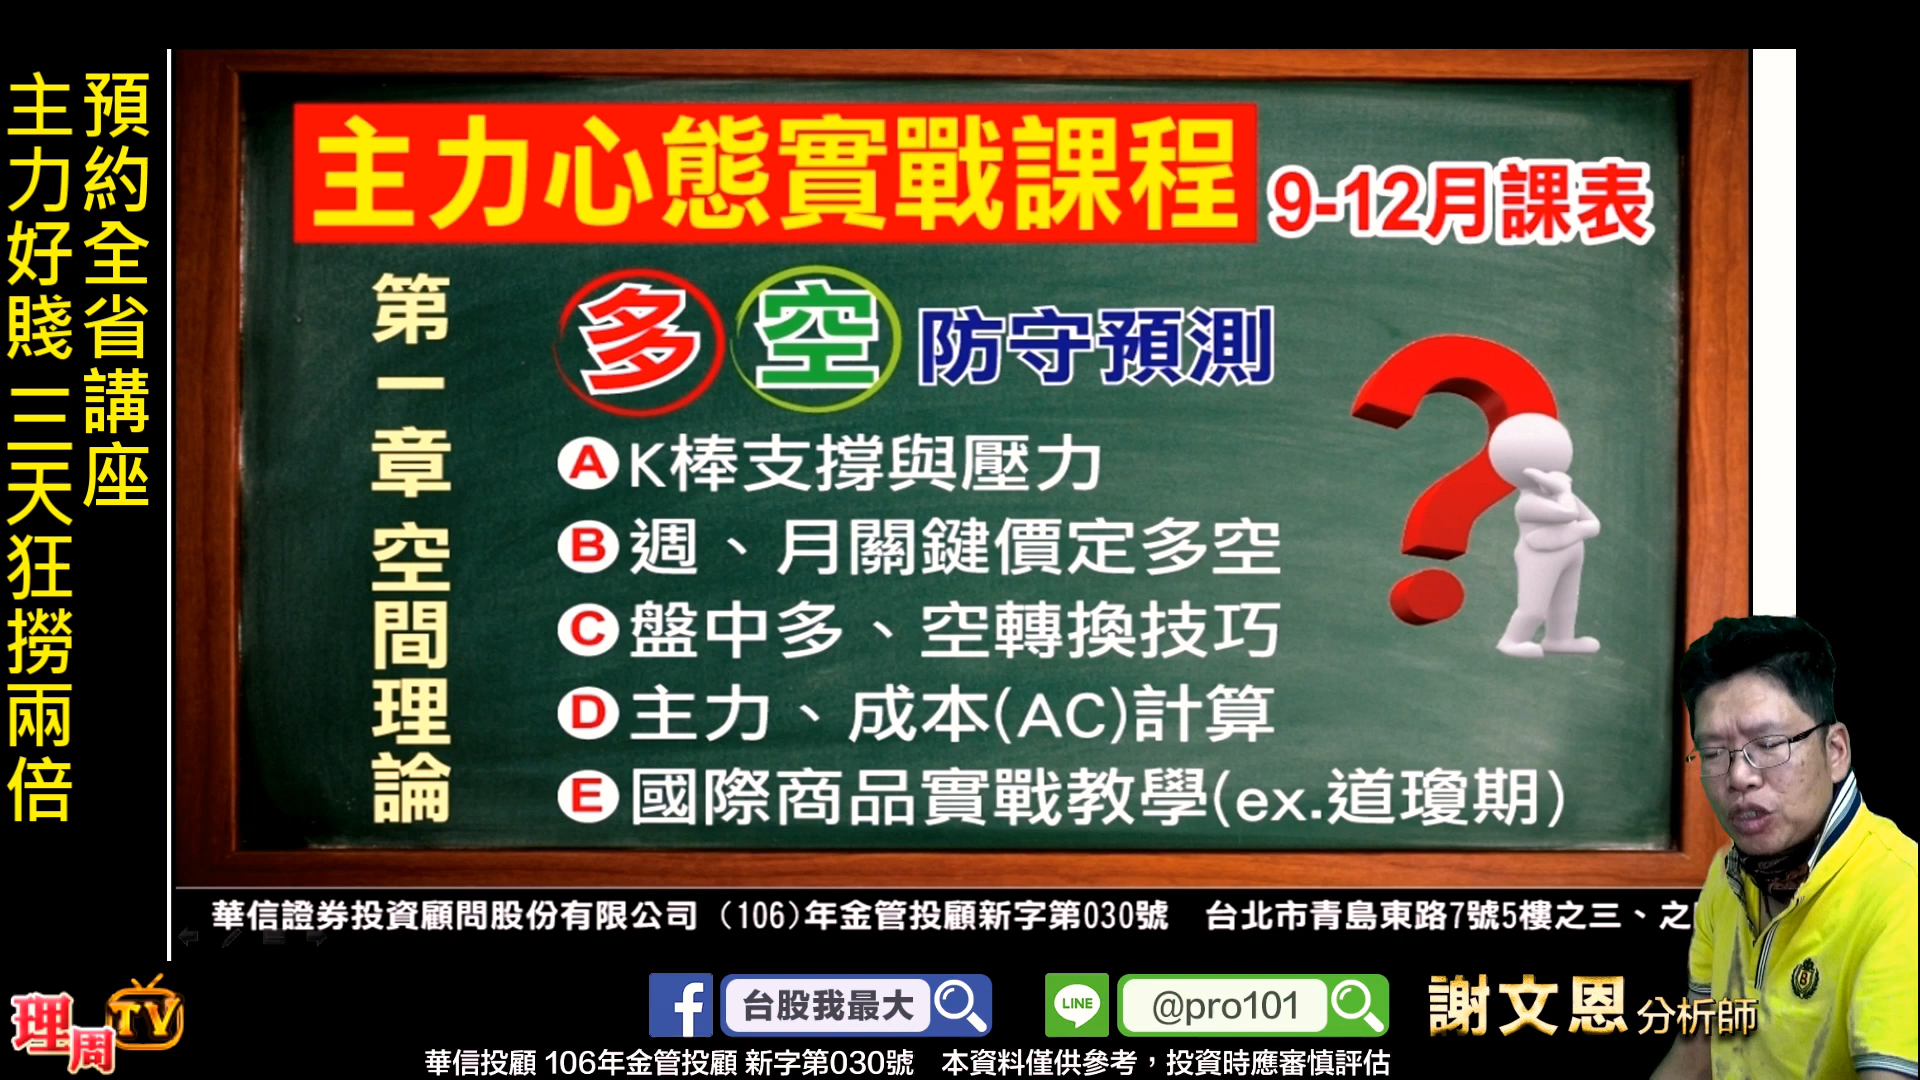 預約全省講座
主力好賤 三天狂撈兩倍
主力心態實戰課程
9-12月課表
第一章 空間理論
多 空 防守預測
A K棒支撐與壓力
B 週、月關鍵價定多空
C 盤中多、空轉換技巧
D 主力、成本(AC)計算
E 國際商品實戰教學(ex.道瓊期)
華信證券投資顧問股份有限公司 (106)年金管投顧新字第030號 台北市青島東路7號5樓之三、之
理周TV
f 台股我最大
LINE @pro101
謝文恩 分析師
華信投顧 106年金管投顧 新字第030號 本資料僅供參考，投資時應審慎評估